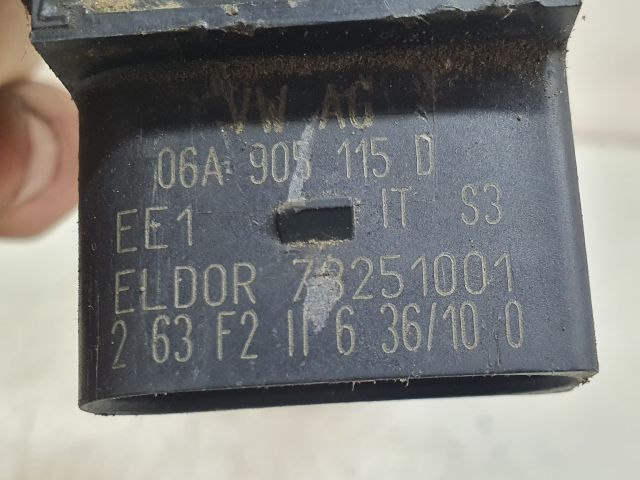 VW AG
06A 905 115 D
EE1 IT S3
ELDOR 73251001
2 63 F2 II 6 36/10 0